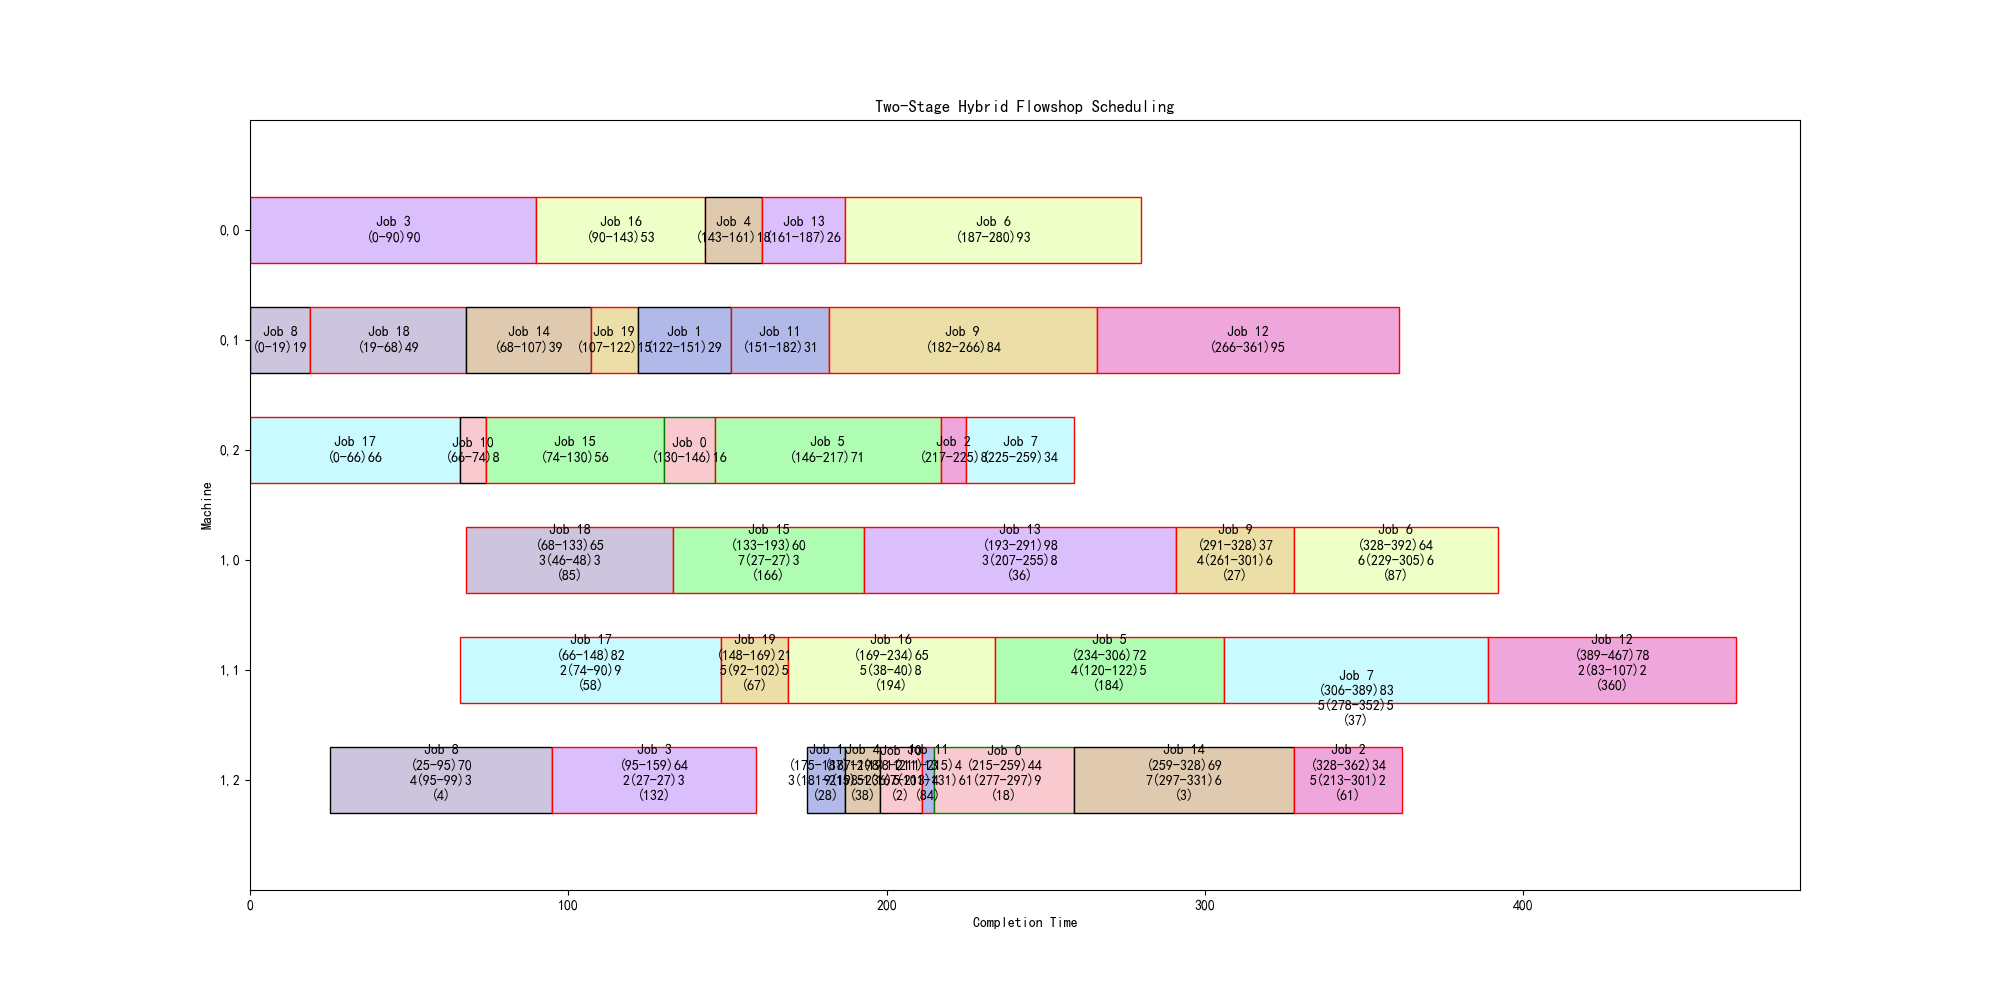 Two-Stage Hybrid Flowshop Scheduling
Machine
0,0
Job 3
(0-90)90
Job 16
(90-143)53
Job 4
(143-161)18
Job 13
(161-187)26
Job 6
(187-280)93
0,1
Job 8
(0-19)19
Job 18
(19-68)49
Job 14
(68-107)39
Job 19
(107-122)15
Job 1
(122-151)29
Job 11
(151-182)31
Job 9
(182-266)84
Job 12
(266-361)95
0,2
Job 17
(0-66)66
Job 10
(66-74)8
Job 15
(74-130)56
Job 0
(130-146)16
Job 5
(146-217)71
Job 2
(217-225)8
Job 7
(225-259)34
1,0
Job 18
(68-133)65
3(46-48)3
(85)
Job 15
(133-193)60
7(27-27)3
(166)
Job 13
(193-291)98
3(207-255)8
(36)
Job 9
(291-328)37
4(261-301)6
(27)
Job 6
(328-392)64
6(229-305)6
(87)
1,1
Job 17
(66-148)82
2(74-90)9
(58)
Job 19
(148-169)21
5(92-102)5
(67)
Job 16
(169-234)65
5(38-40)8
(194)
Job 5
(234-306)72
4(120-122)5
(184)
Job 7
(306-389)83
5(278-352)5
(37)
Job 12
(389-467)78
2(83-107)2
(360)
1,2
Job 8
(25-95)70
4(95-99)3
(4)
Job 3
(95-159)64
2(27-27)3
(132)
Job 1
(28)
Job 4
(38)
Job 10
(2)
Job 11
(84)
Job 0
(215-259)44
1(277-297)9
(18)
Job 14
(259-328)69
7(297-331)6
(3)
Job 2
(328-362)34
5(213-301)2
(61)
0
100
200
300
400
Completion Time